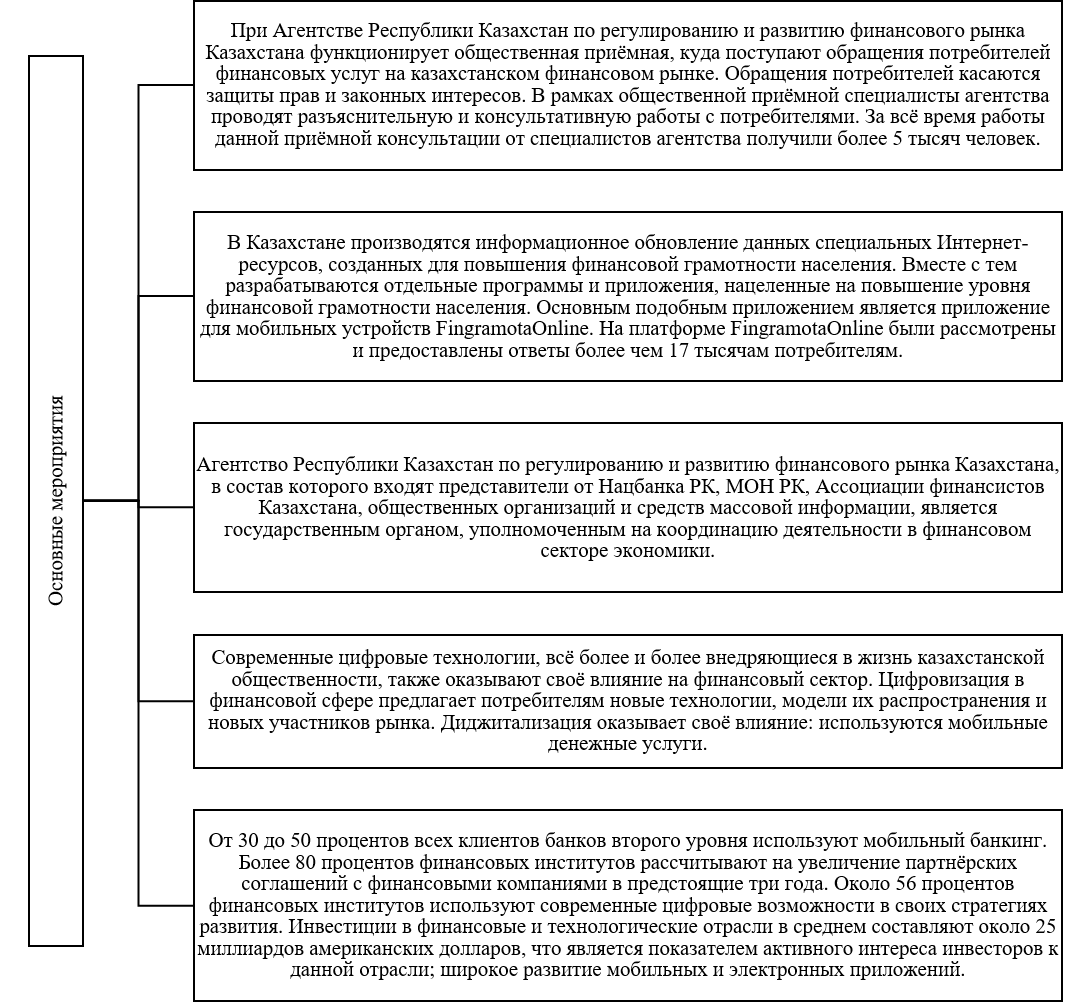 Основные мероприятия
При Агентстве Республики Казахстан по регулированию и развитию финансового рынка
Казахстана функционирует общественная приёмная, куда поступают обращения потребителей
финансовых услуг на казахстанском финансовом рынке. Обращения потребителей касаются
защиты прав и законных интересов. В рамках общественной приёмной специалисты агентства
проводят разъяснительную и консультативную работы с потребителями. За всё время работы
данной приёмной консультации от специалистов агентства получили более 5 тысяч человек.
В Казахстане производятся информационное обновление данных специальных Интернет-
ресурсов, созданных для повышения финансовой грамотности населения. Вместе с тем
разрабатываются отдельные программы и приложения, нацеленные на повышение уровня
финансовой грамотности населения. Основным подобным приложением является приложение
для мобильных устройств FingramotaOnline. На платформе FingramotaOnline были рассмотрены
и предоставлены ответы более чем 17 тысячам потребителям.
Агентство Республики Казахстан по регулированию и развитию финансового рынка Казахстана,
в состав которого входят представители от Нацбанка РК, МОН РК, Ассоциации финансистов
Казахстана, общественных организаций и средств массовой информации, является
государственным органом, уполномоченным на координацию деятельности в финансовом
секторе экономики.
Современные цифровые технологии, всё более и более внедряющиеся в жизнь казахстанской
общественности, также оказывают своё влияние на финансовый сектор. Цифровизация в
финансовой сфере предлагает потребителям новые технологии, модели их распространения и
новых участников рынка. Диджитализация оказывает своё влияние: используются мобильные
денежные услуги.
От 30 до 50 процентов всех клиентов банков второго уровня используют мобильный банкинг.
Более 80 процентов финансовых институтов рассчитывают на увеличение партнёрских
соглашений с финансовыми компаниями в предстоящие три года. Около 56 процентов
финансовых институтов используют современные цифровые возможности в своих стратегиях
развития. Инвестиции в финансовые и технологические отрасли в среднем составляют около 25
миллиардов американских долларов, что является показателем активного интереса инвесторов к
данной отрасли; широкое развитие мобильных и электронных приложений.